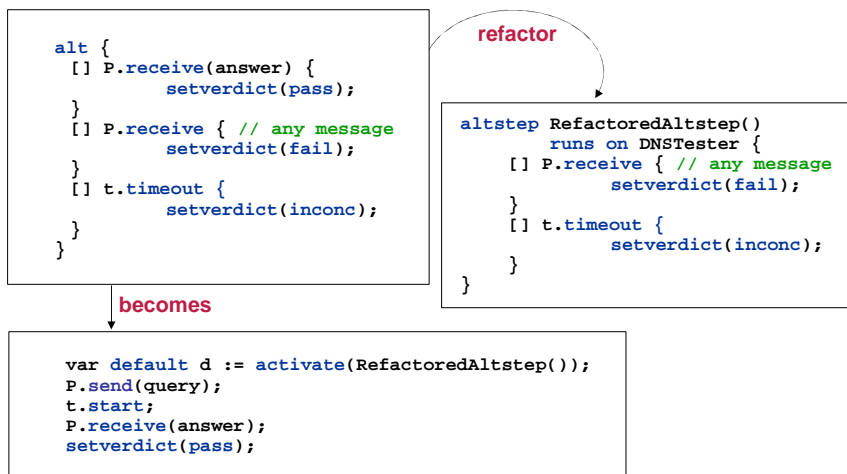 alt {
[] P.receive(answer) {
setverdict(pass);
}
[] P.receive { // any message
setverdict(fail);
}
[] t.timeout {
setverdict(inconc);
}
}
refactor
altstep RefactoredAltstep()
runs on DNSTester {
[] P.receive { // any message
setverdict(fail);
}
[] t.timeout {
setverdict(inconc);
}
}
becomes
var default d := activate(RefactoredAltstep());
P.send(query);
t.start;
P.receive(answer);
setverdict(pass);